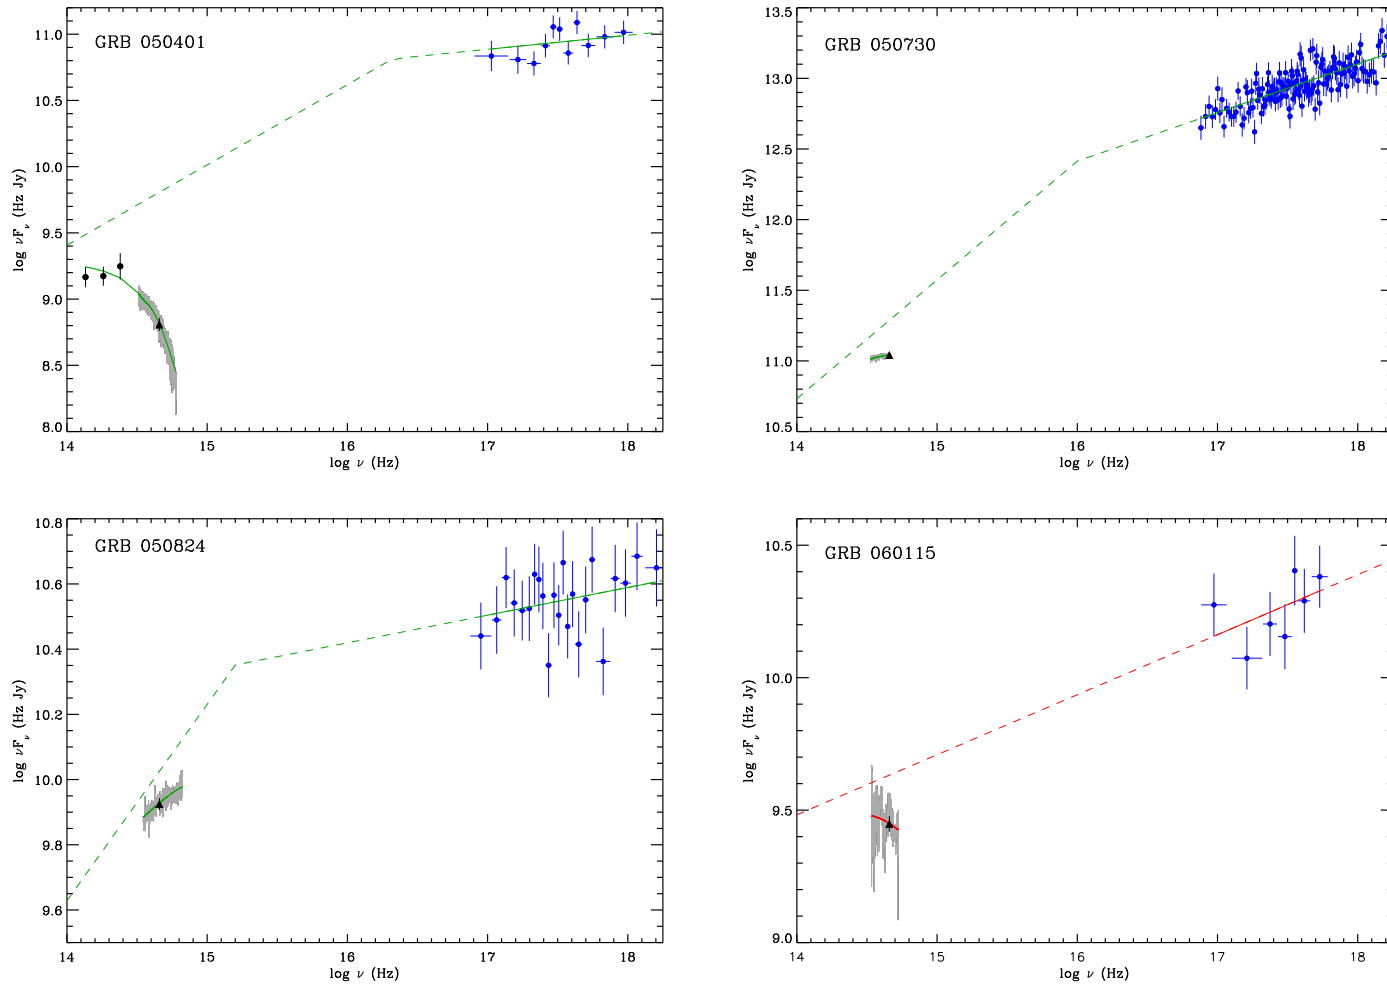 GRB 050401
log νFν (Hz Jy)
11.0
10.5
10.0
9.5
9.0
8.5
8.0
14 15 16 17 18
log ν (Hz)
GRB 050730
log νFν (Hz Jy)
13.5
13.0
12.5
12.0
11.5
11.0
10.5
14 15 16 17 18
log ν (Hz)
GRB 050824
log νFν (Hz Jy)
10.8
10.6
10.4
10.2
10.0
9.8
9.6
14 15 16 17 18
log ν (Hz)
GRB 060115
log νFν (Hz Jy)
10.5
10.0
9.5
9.0
14 15 16 17 18
log ν (Hz)